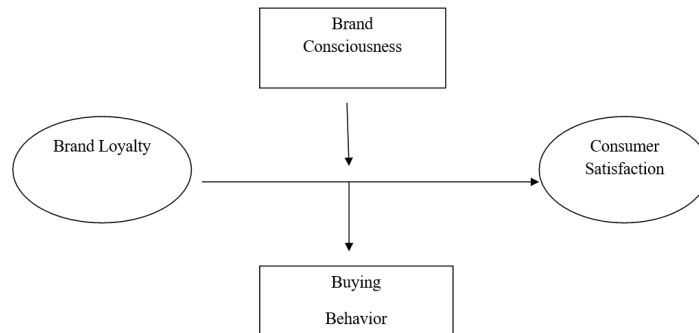 Brand
Consciousness
Brand Loyalty
Consumer
Satisfaction
Buying
Behavior